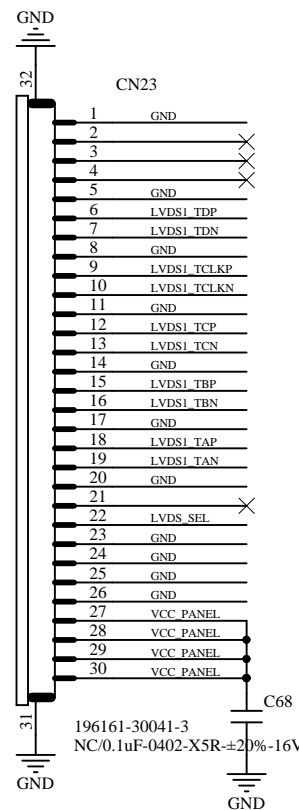 GND
32
CN23
1 GND
2
3
4
5 GND
6 LVDS1_TDP
7 LVDS1_TDN
8 GND
9 LVDS1_TCLKP
10 LVDS1_TCLKN
11 GND
12 LVDS1_TCP
13 LVDS1_TCN
14 GND
15 LVDS1_TBP
16 LVDS1_TBN
17 GND
18 LVDS1_TAP
19 LVDS1_TAN
20 GND
21
22 LVDS_SEL
23 GND
24 GND
25 GND
26 GND
27 VCC_PANEL
28 VCC_PANEL
29 VCC_PANEL
30 VCC_PANEL
31
C68
196161-30041-3
NC/0.1uF-0402-X5R-±20%-16V
GND
GND